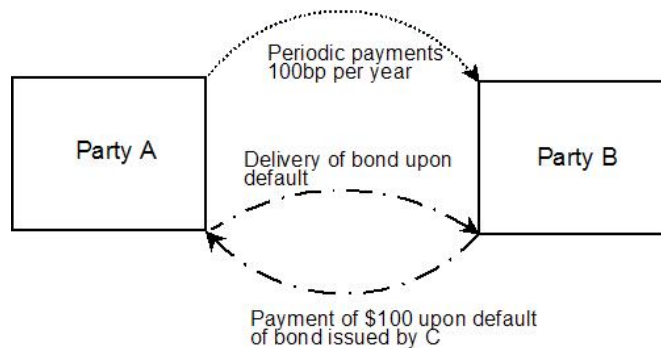 Periodic payments
100bp per year
Party A
Party B
Delivery of bond upon
default
Payment of $100 upon default
of bond issued by C